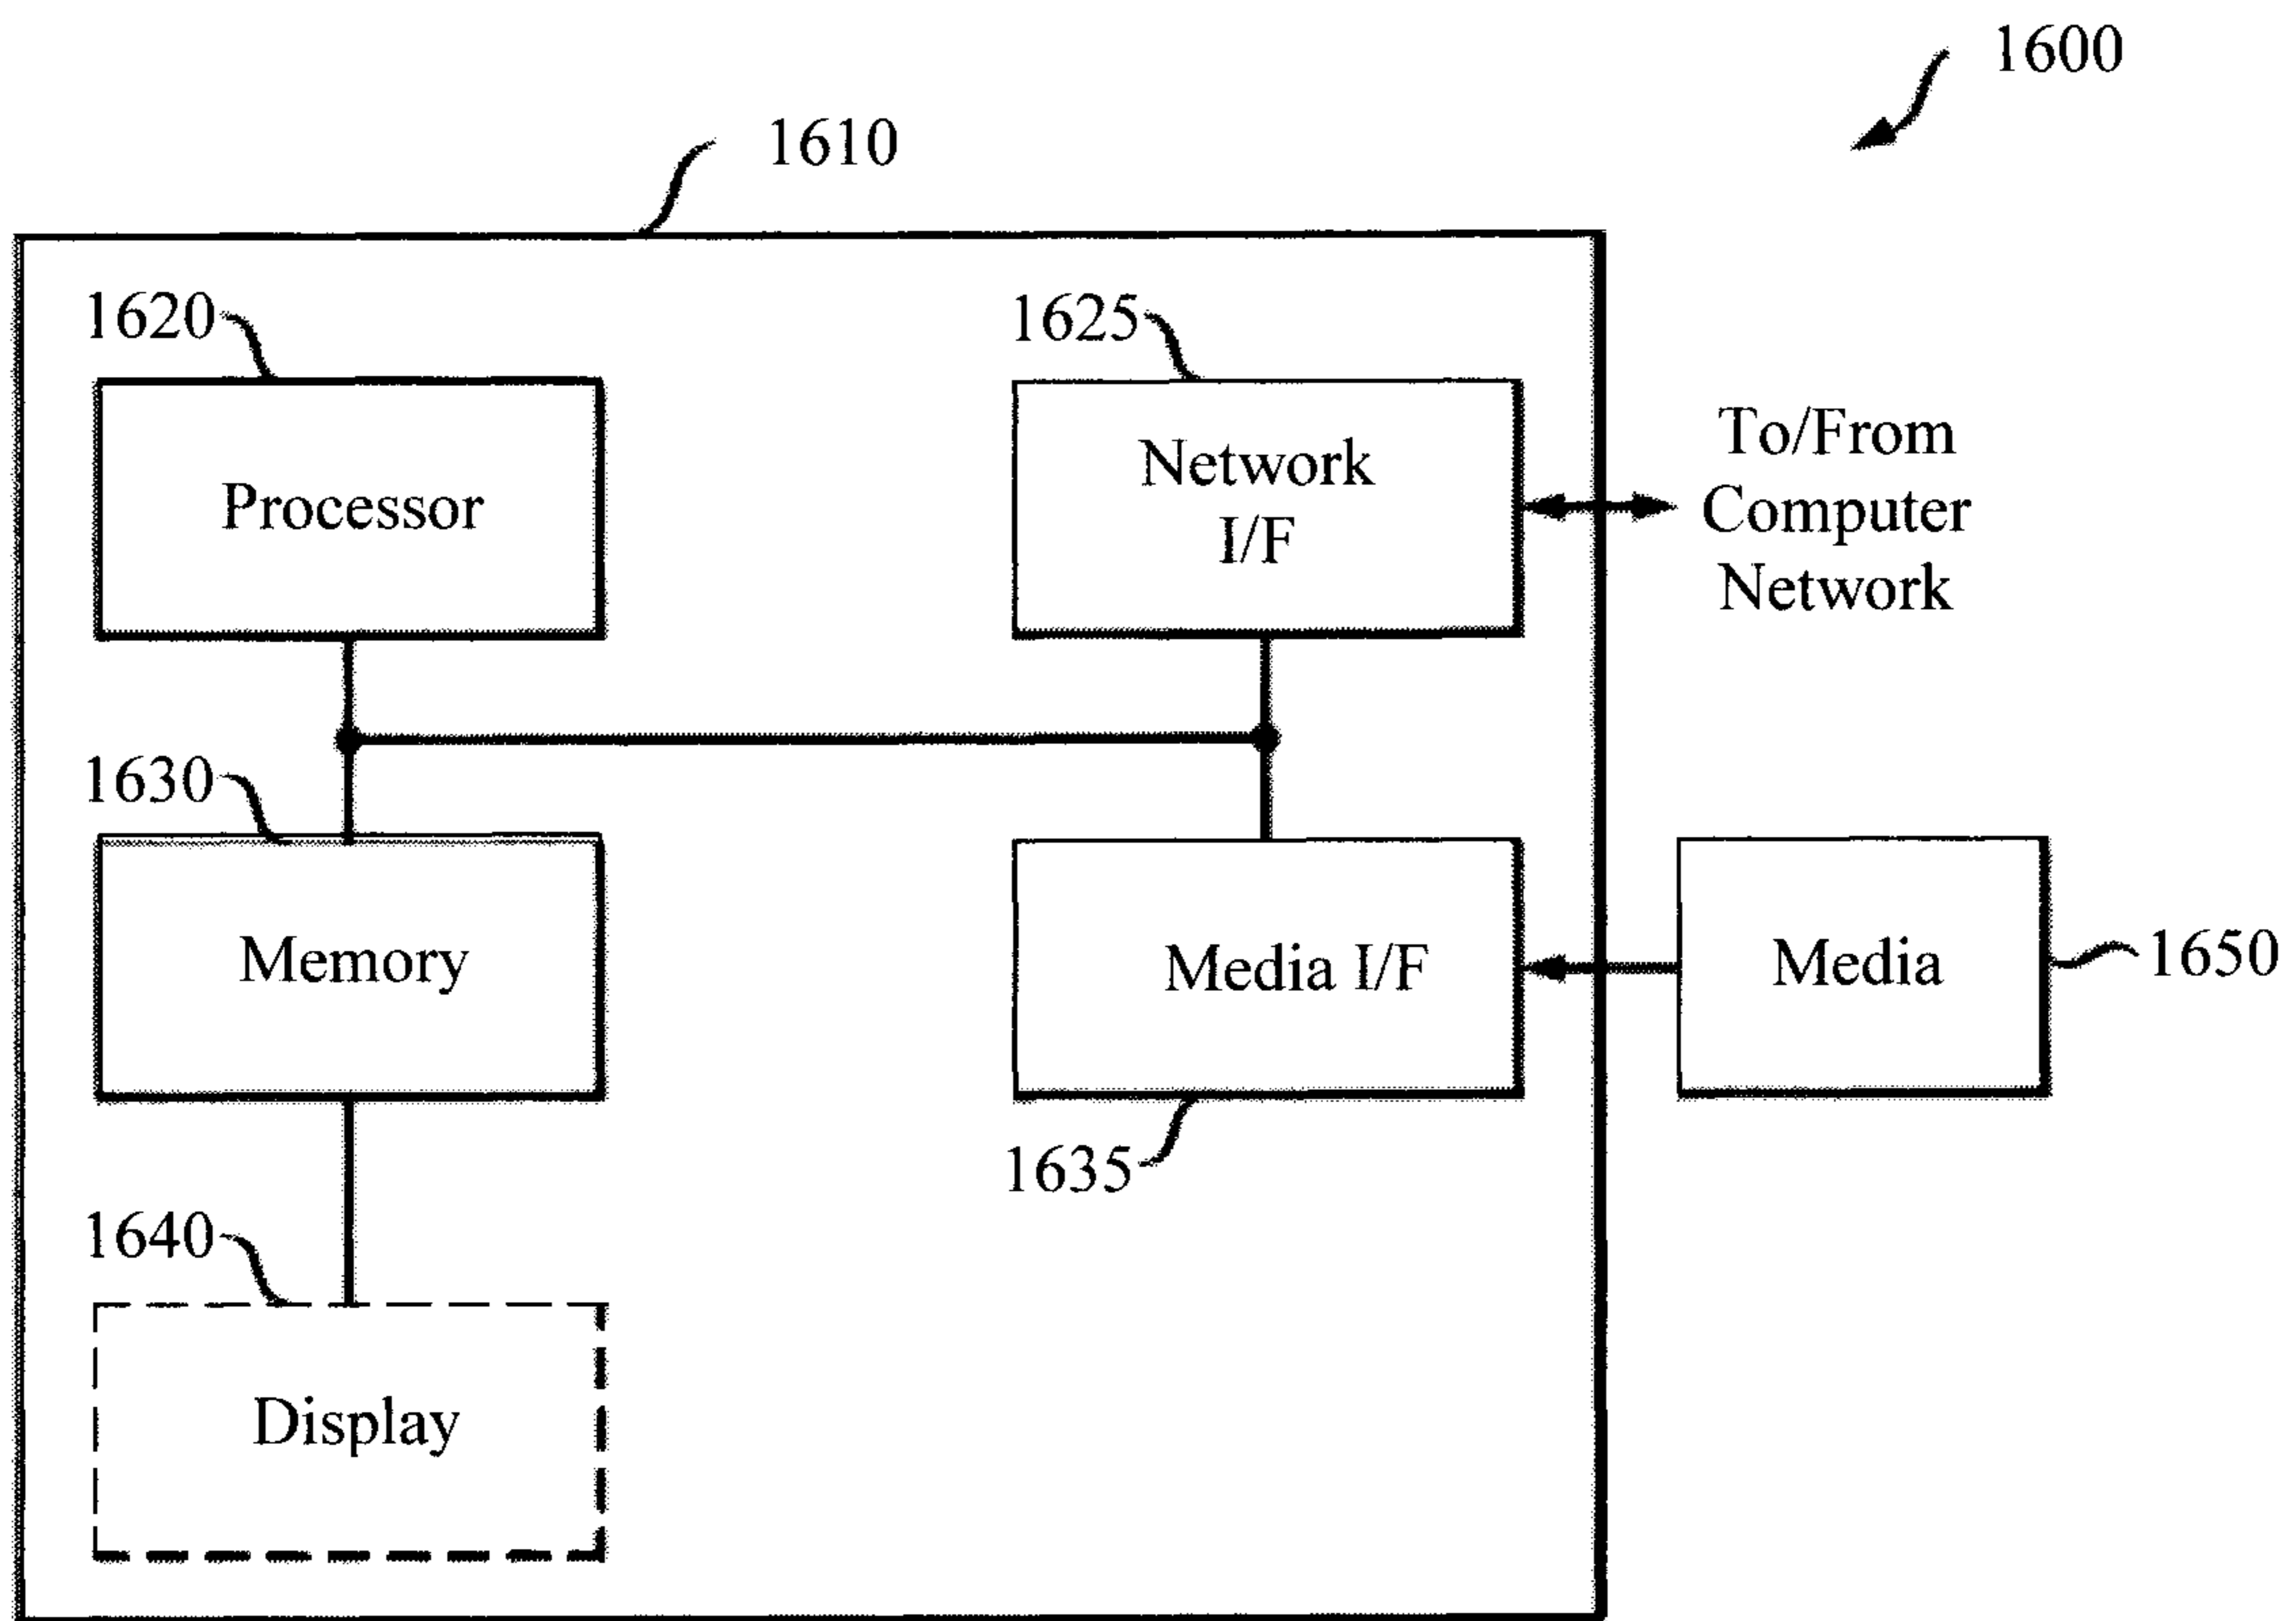 1600
1610
1620
1625
Processor
Network
I/F
To/From
Computer
Network
1630
Memory
Media I/F
Media
1650
1635
1640
Display